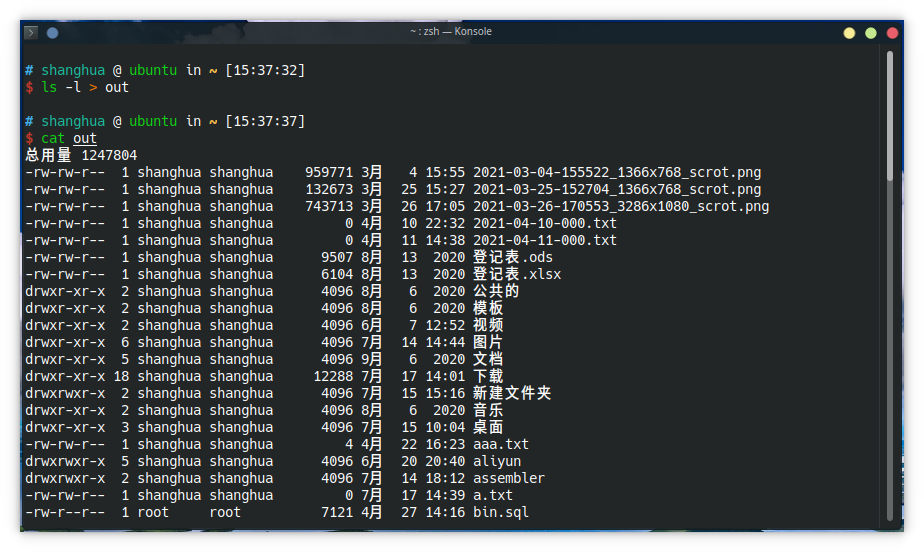 ~ : zsh — Konsole
# shanghua @ ubuntu in ~ [15:37:32]
$ ls -l > out
# shanghua @ ubuntu in ~ [15:37:37]
$ cat out
总用量 1247804
-rw-rw-r--  1 shanghua shanghua    959771 3月   4 15:55 2021-03-04-155522_1366x768_scrot.png
-rw-rw-r--  1 shanghua shanghua    132673 3月  25 15:27 2021-03-25-152704_1366x768_scrot.png
-rw-rw-r--  1 shanghua shanghua    743713 3月  26 17:05 2021-03-26-170553_3286x1080_scrot.png
-rw-rw-r--  1 shanghua shanghua         0 4月  10 22:32 2021-04-10-000.txt
-rw-rw-r--  1 shanghua shanghua         0 4月  11 14:38 2021-04-11-000.txt
-rw-rw-r--  1 shanghua shanghua      9507 8月  13  2020 登记表.ods
-rw-rw-r--  1 shanghua shanghua      6104 8月  13  2020 登记表.xlsx
drwxr-xr-x  2 shanghua shanghua      4096 8月   6  2020 公共的
drwxr-xr-x  2 shanghua shanghua      4096 8月   6  2020 模板
drwxr-xr-x  2 shanghua shanghua      4096 6月   7 12:52 视频
drwxr-xr-x  6 shanghua shanghua      4096 7月  14 14:44 图片
drwxr-xr-x  5 shanghua shanghua      4096 9月   6  2020 文档
drwxr-xr-x 18 shanghua shanghua     12288 7月  17 14:01 下载
drwxrwxr-x  2 shanghua shanghua      4096 7月  15 15:16 新建文件夹
drwxr-xr-x  2 shanghua shanghua      4096 8月   6  2020 音乐
drwxr-xr-x  3 shanghua shanghua      4096 7月  15 10:04 桌面
-rw-rw-r--  1 shanghua shanghua         4 4月  22 16:23 aaa.txt
drwxrwxr-x  5 shanghua shanghua      4096 6月  20 20:40 aliyun
drwxrwxr-x  2 shanghua shanghua      4096 7月  14 18:12 assembler
-rw-rw-r--  1 shanghua shanghua         0 7月  17 14:39 a.txt
-rw-r--r--  1 root     root          7121 4月  27 14:16 bin.sql